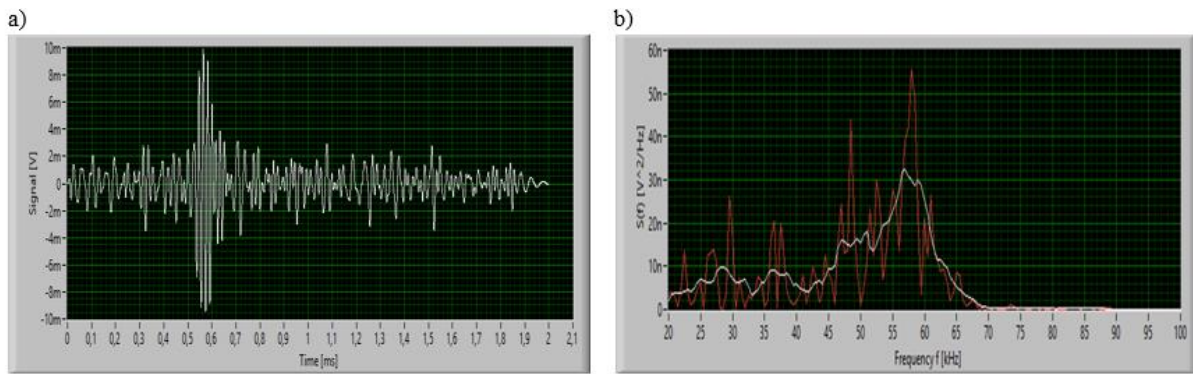 a)
10m
8m
6m
4m
2m
0
-2m
-4m
-6m
-8m
-10m
Signal [V]
0 0,1 0,2 0,3 0,4 0,5 0,6 0,7 0,8 0,9 1 1,1 1,2 1,3 1,4 1,5 1,6 1,7 1,8 1,9 2 2,1
Time [ms]
b)
60n
50n
40n
30n
20n
10n
0
S(f) [V^2/Hz]
20 25 30 35 40 45 50 55 60 65 70 75 80 85 90 95 100
Frequency f [kHz]